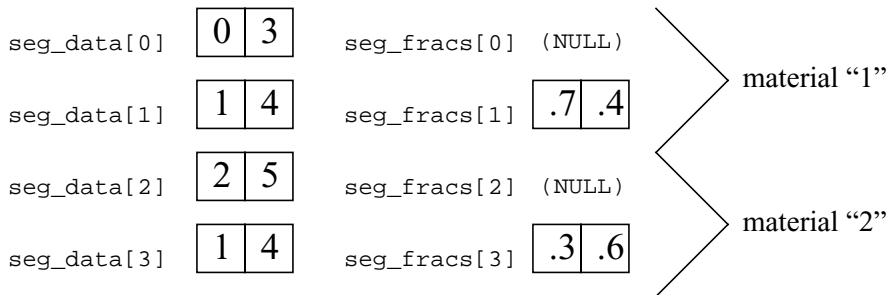 seg_data[0] 0 3 seg_fracs[0] (NULL)
material “1”
seg_data[1] 1 4 seg_fracs[1] .7 .4
seg_data[2] 2 5 seg_fracs[2] (NULL)
material “2”
seg_data[3] 1 4 seg_fracs[3] .3 .6